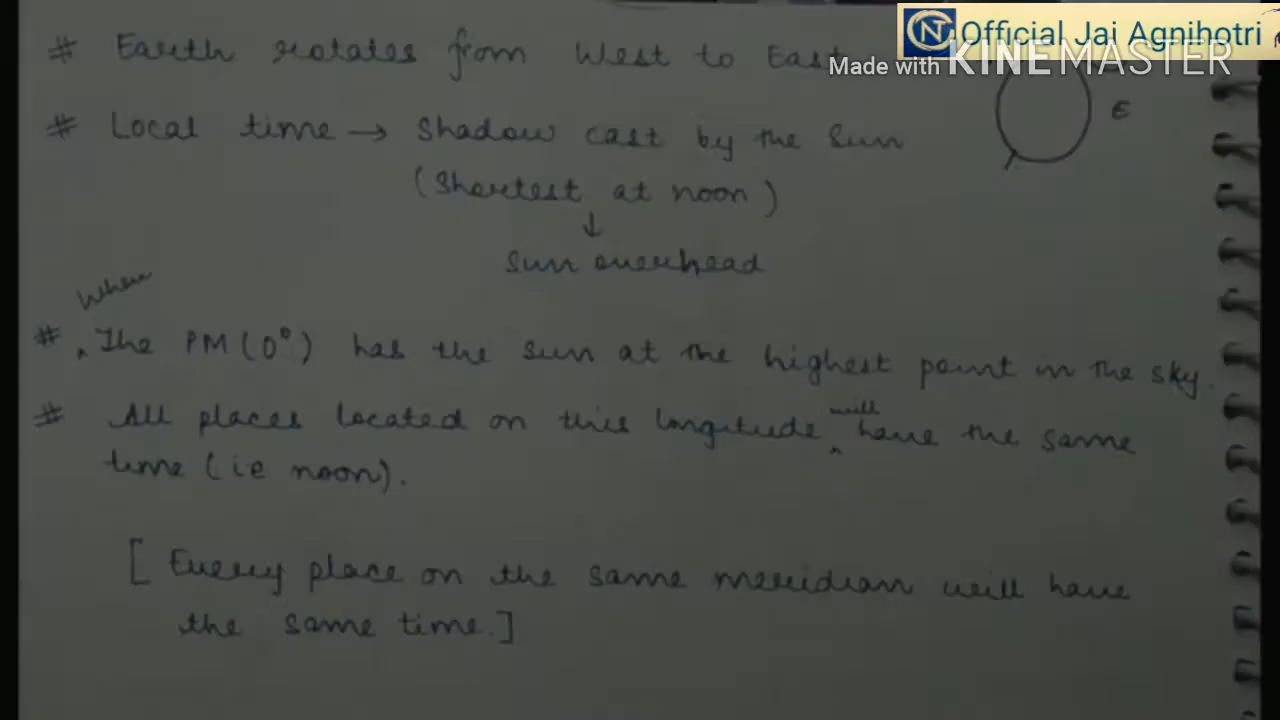 Official Jai Agnihotri
Made with KINEMASTER
# Earth rotates from West to East
E
# Local time → Shadow cast by the Sun
(Shortest at noon)
↓
Sun overhead
When
# ^ The PM (0°) has the sun at the highest point in the sky.
will
# All places located on this longitude ^ have the same
time (i.e noon).
[ Every place on the same meridian will have
the same time.]